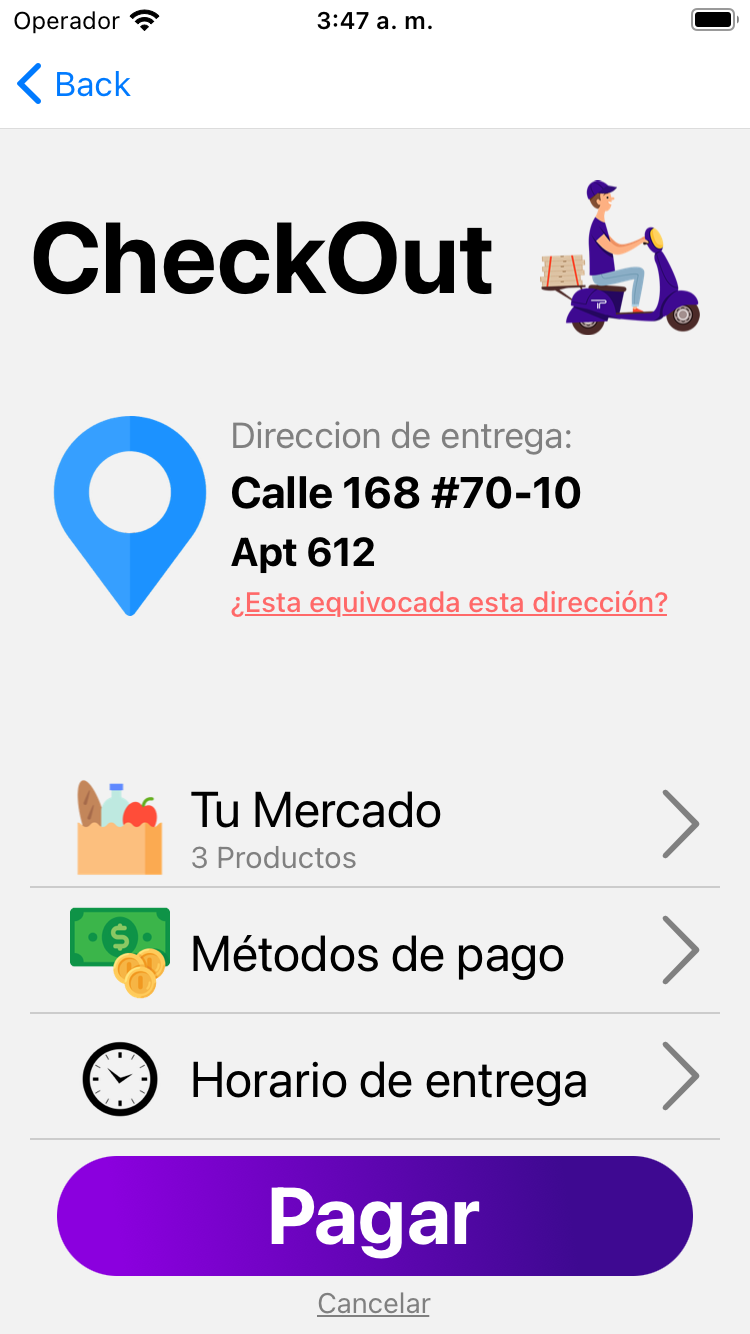 Operador
3:47 a. m.
Back
CheckOut
Direccion de entrega:
Calle 168 #70-10
Apt 612
¿Esta equivocada esta dirección?
Tu Mercado
3 Productos
Métodos de pago
Horario de entrega
Pagar
Cancelar